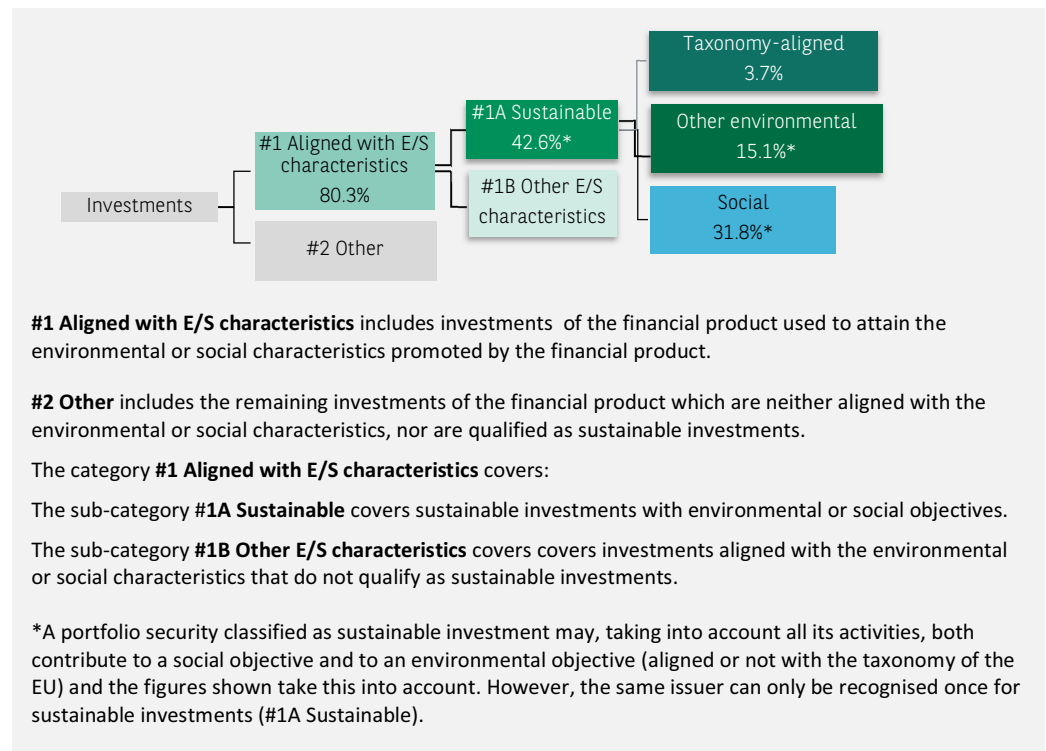 Investments
#1 Aligned with E/S
characteristics
80.3%
#2 Other
#1A Sustainable
42.6%*
#1B Other E/S
characteristics
Taxonomy-aligned
3.7%
Other environmental
15.1%*
Social
31.8%*
#1 Aligned with E/S characteristics includes investments of the financial product used to attain the
environmental or social characteristics promoted by the financial product.
#2 Other includes the remaining investments of the financial product which are neither aligned with the
environmental or social characteristics, nor are qualified as sustainable investments.
The category #1 Aligned with E/S characteristics covers:
The sub-category #1A Sustainable covers sustainable investments with environmental or social objectives.
The sub-category #1B Other E/S characteristics covers covers investments aligned with the environmental
or social characteristics that do not qualify as sustainable investments.
*A portfolio security classified as sustainable investment may, taking into account all its activities, both
contribute to a social objective and to an environmental objective (aligned or not with the taxonomy of the
EU) and the figures shown take this into account. However, the same issuer can only be recognised once for
sustainable investments (#1A Sustainable).